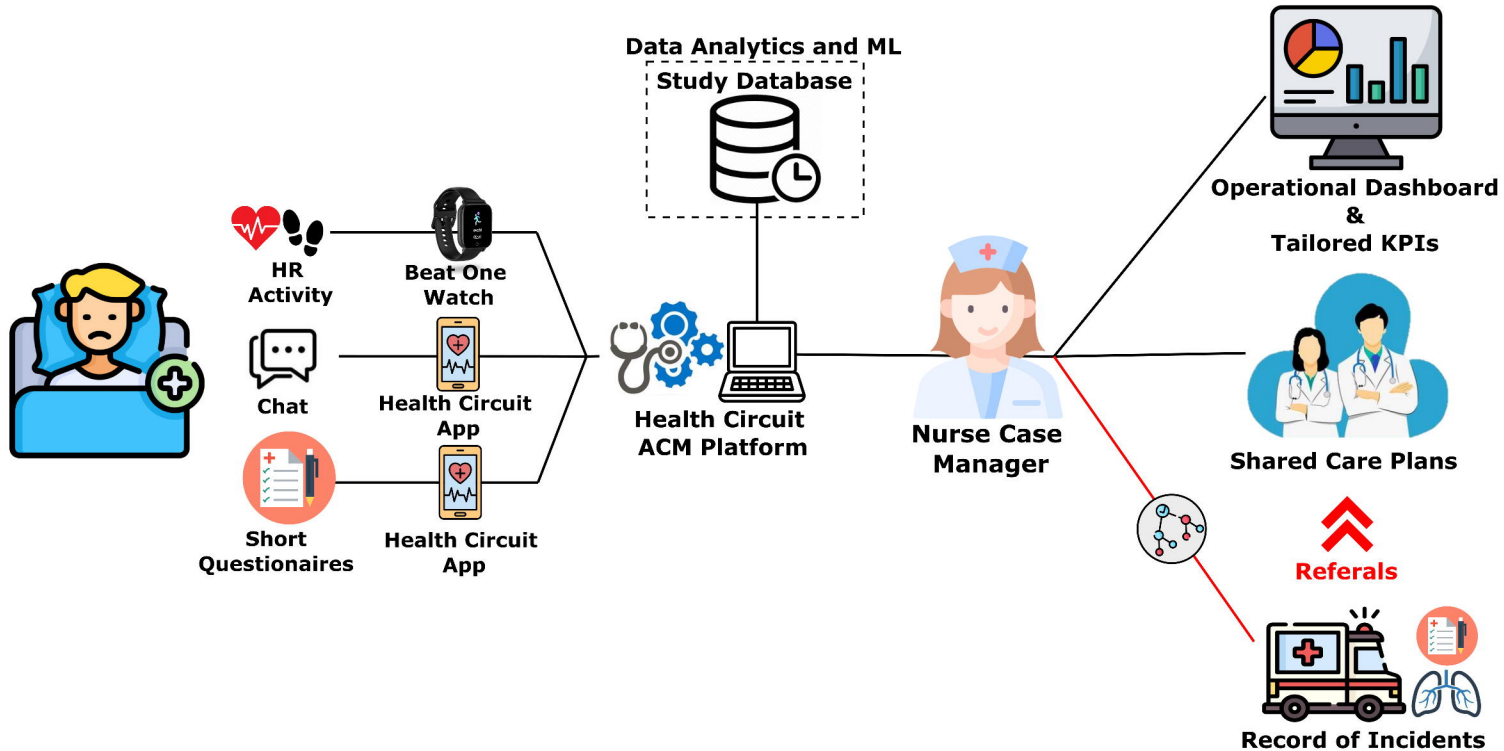 Data Analytics and ML
Study Database
HR
Activity
Beat One
Watch
Chat
Health Circuit
App
Short
Questionaires
Health Circuit
App
Health Circuit
ACM Platform
Nurse Case
Manager
Operational Dashboard
&
Tailored KPIs
Shared Care Plans
Referals
Record of Incidents